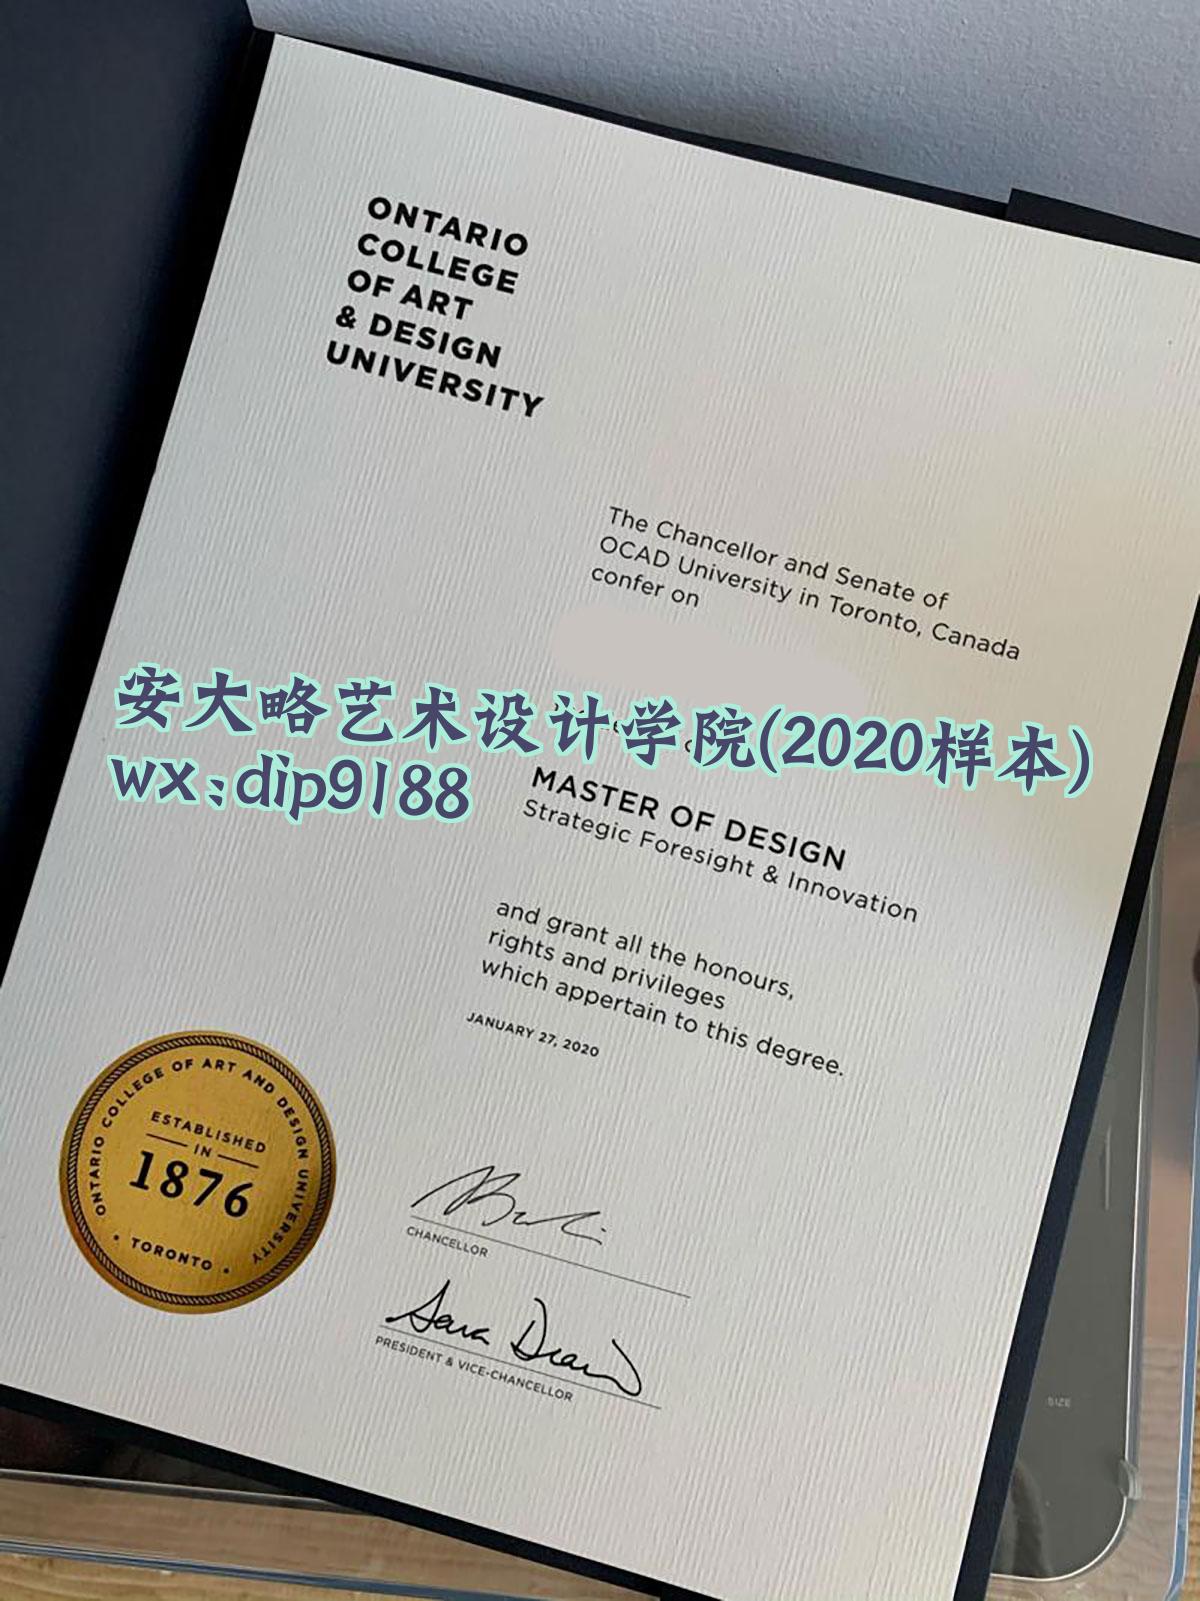 ONTARIO
COLLEGE
OF ART
& DESIGN
UNIVERSITY
The Chancellor and Senate of
OCAD University in Toronto, Canada
confer on
安大略艺术设计学院(2020样本)
wx:dip9188
MASTER OF DESIGN
Strategic Foresight & Innovation
and grant all the honours,
rights and privileges
which appertain to this degree.
JANUARY 27, 2020
ONTARIO COLLEGE OF ART AND DESIGN UNIVERSITY
ESTABLISHED
IN
1876
• TORONTO •
CHANCELLOR
Sara Diamond
PRESIDENT & VICE-CHANCELLOR
SIZE